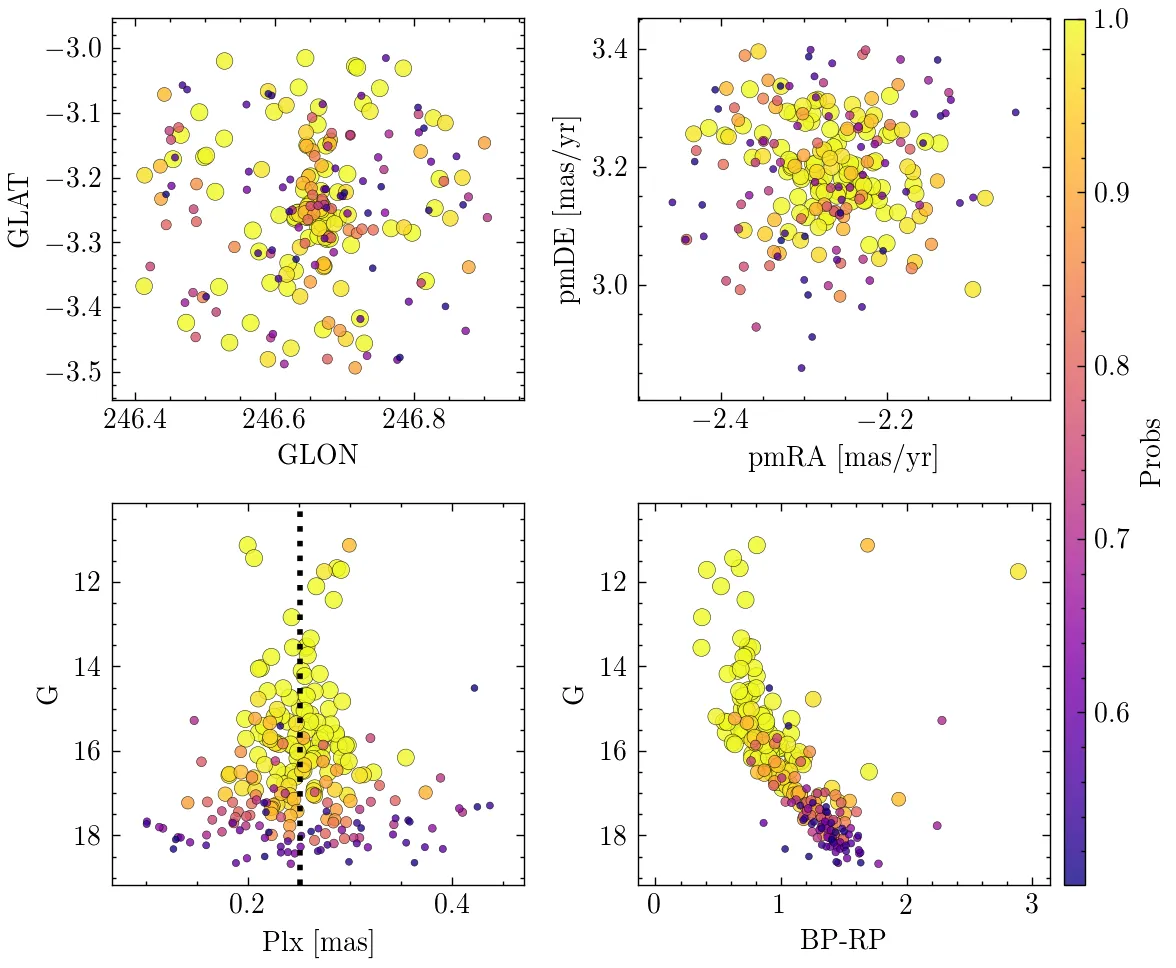 −3.0
−3.1
−3.2
−3.3
−3.4
−3.5
GLAT
246.4 246.6 246.8
GLON
3.4
3.2
3.0
pmDE [mas/yr]
−2.4 −2.2
pmRA [mas/yr]
1.0
0.9
0.8
0.7
0.6
Probs
12
14
16
18
G
0.2 0.4
Plx [mas]
12
14
16
18
G
0 1 2 3
BP-RP